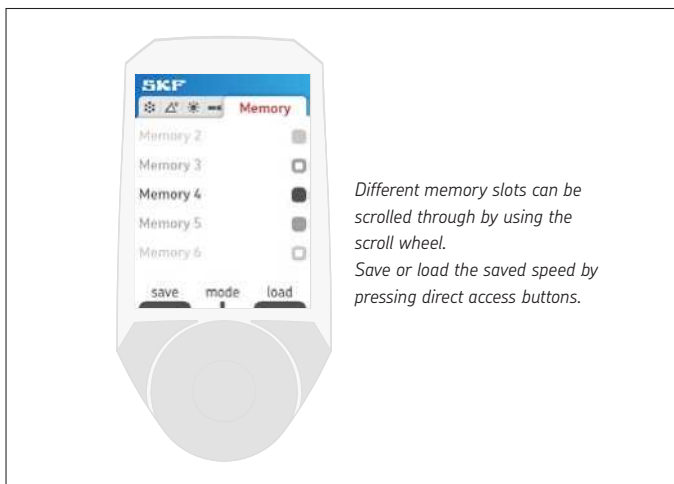 SKF
Memory
Memory 2
Memory 3
Memory 4
Memory 5
Memory 6
save mode load
Different memory slots can be
scrolled through by using the
scroll wheel.
Save or load the saved speed by
pressing direct access buttons.